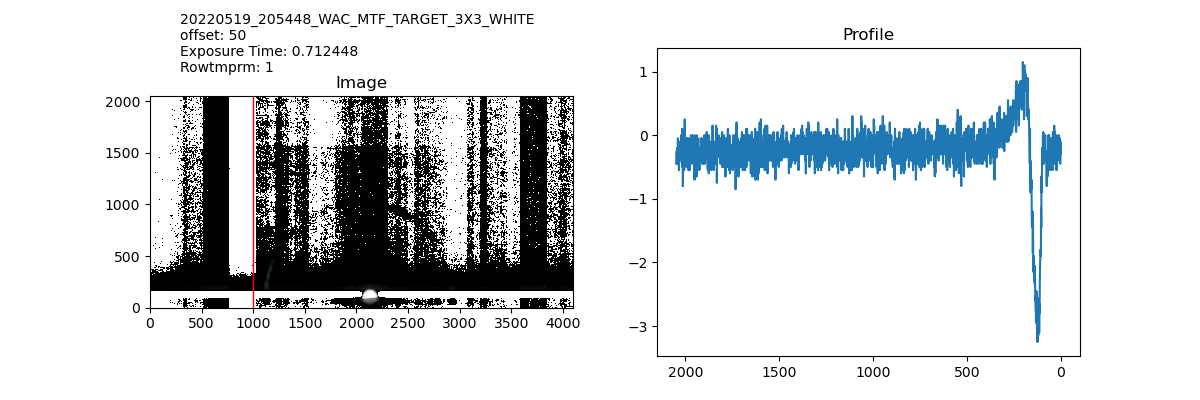 20220519_205448_WAC_MTF_TARGET_3X3_WHITE
offset: 50
Exposure Time: 0.712448
Rowtmprm: 1
Image
2000
1500
1000
500
0
0 500 1000 1500 2000 2500 3000 3500 4000
Profile
1
0
−1
−2
−3
2000 1500 1000 500 0